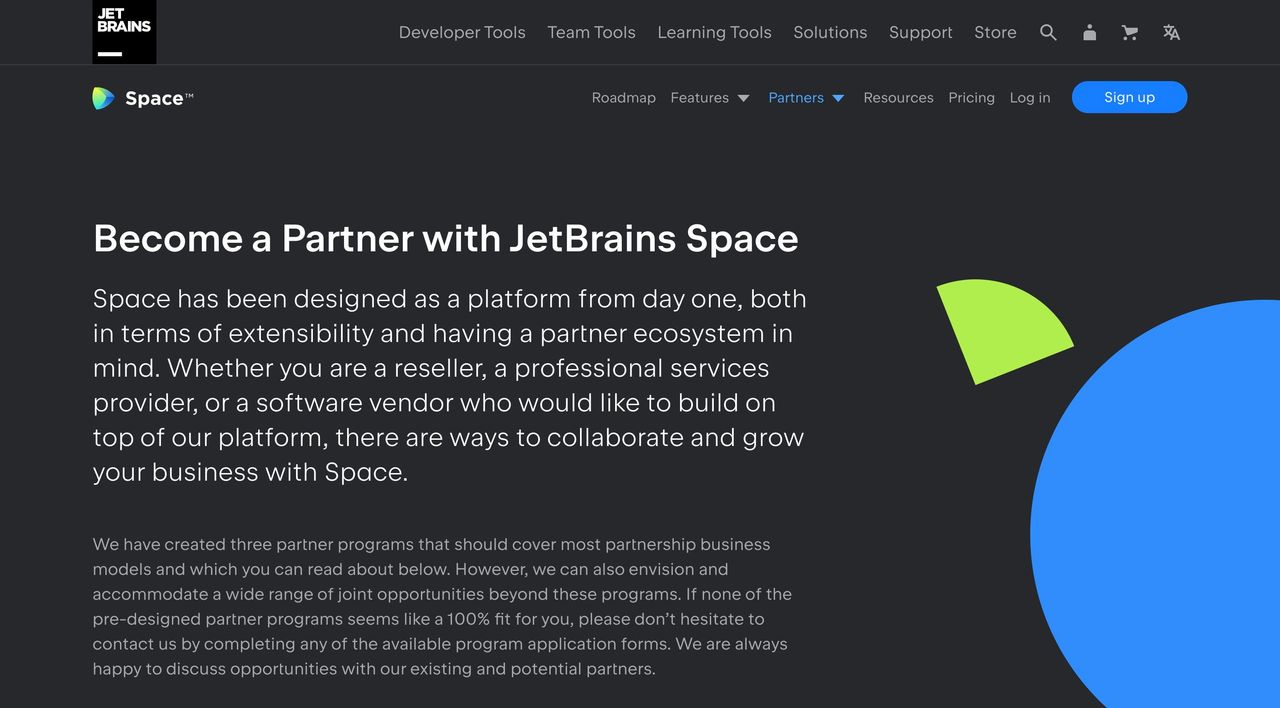 JET
BRAINS
Developer Tools Team Tools Learning Tools Solutions Support Store
Space™
Roadmap Features Partners Resources Pricing Log in Sign up
Become a Partner with JetBrains Space
Space has been designed as a platform from day one, both
in terms of extensibility and having a partner ecosystem in
mind. Whether you are a reseller, a professional services
provider, or a software vendor who would like to build on
top of our platform, there are ways to collaborate and grow
your business with Space.
We have created three partner programs that should cover most partnership business
models and which you can read about below. However, we can also envision and
accommodate a wide range of joint opportunities beyond these programs. If none of the
pre-designed partner programs seems like a 100% fit for you, please don’t hesitate to
contact us by completing any of the available program application forms. We are always
happy to discuss opportunities with our existing and potential partners.